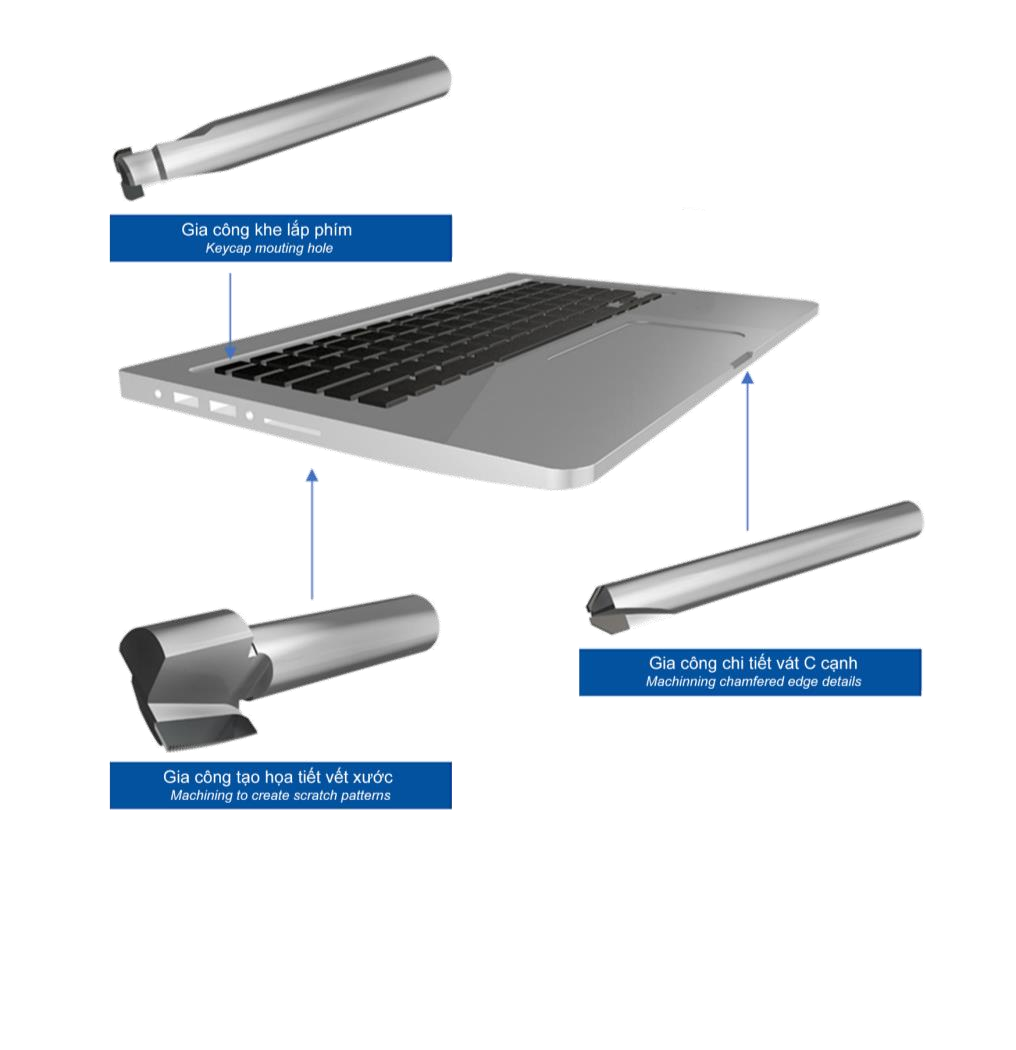 Gia công khe lắp phím
Keycap mouting hole
Gia công chi tiết vát C cạnh
Machinning chamfered edge details
Gia công tạo họa tiết vết xước
Machining to create scratch patterns